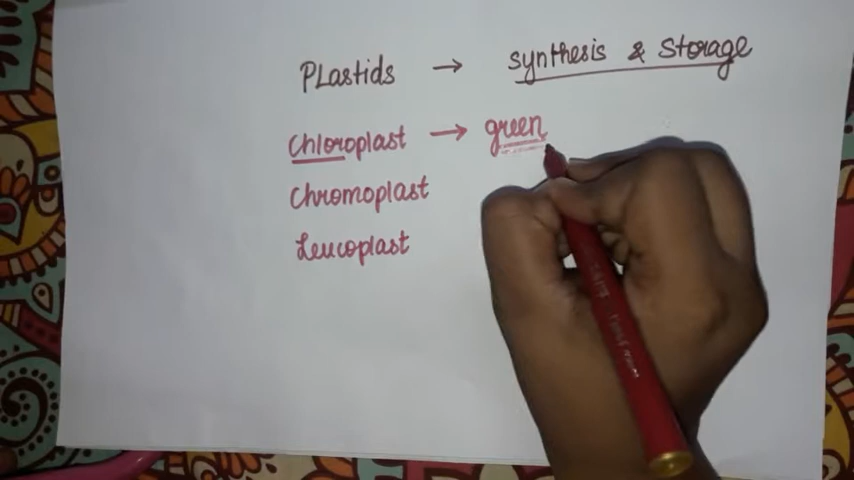 Plastids → synthesis & storage
chloroplast → green
chromoplast
Leucoplast